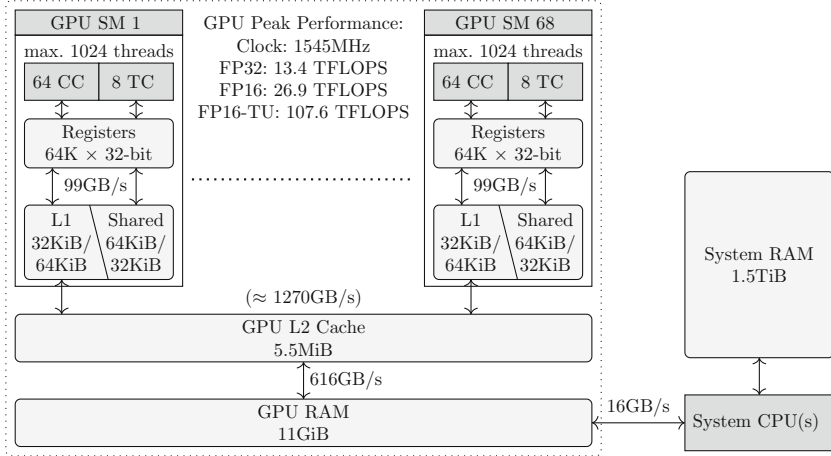 GPU SM 1
max. 1024 threads
64 CC
8 TC
Registers
64K × 32-bit
99GB/s
L1
32KiB/
64KiB
Shared
64KiB/
32KiB
GPU Peak Performance:
Clock: 1545MHz
FP32: 13.4 TFLOPS
FP16: 26.9 TFLOPS
FP16-TU: 107.6 TFLOPS
GPU SM 68
max. 1024 threads
64 CC
8 TC
Registers
64K × 32-bit
99GB/s
L1
32KiB/
64KiB
Shared
64KiB/
32KiB
(≈ 1270GB/s)
GPU L2 Cache
5.5MiB
616GB/s
GPU RAM
11GiB
16GB/s
System RAM
1.5TiB
System CPU(s)